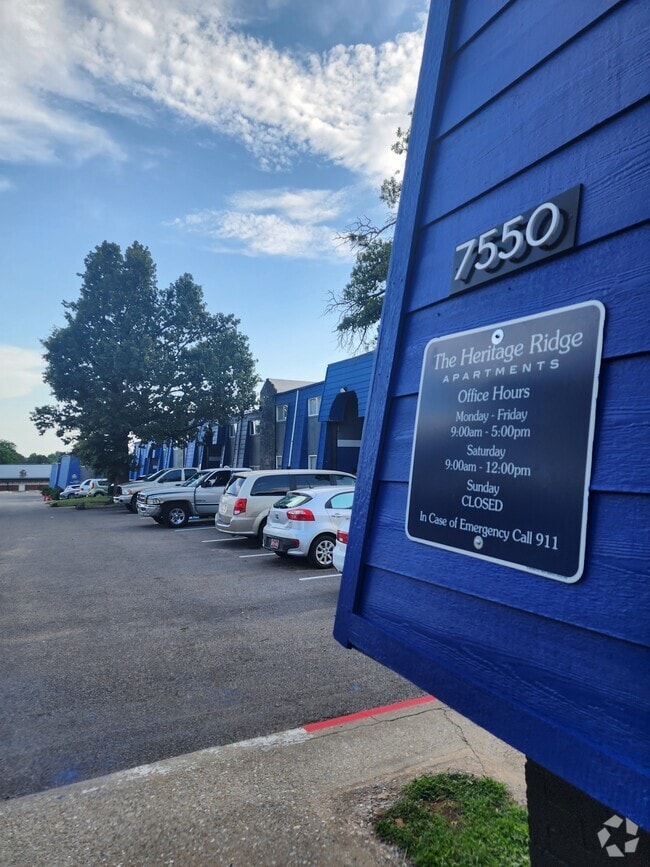 7550
The Heritage Ridge
APARTMENTS
Office Hours
Monday - Friday
9:00am - 5:00pm
Saturday
9:00am - 12:00pm
Sunday
CLOSED
In Case of Emergency Call 911